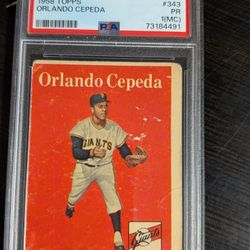 1958 TOPPS #343
ORLANDO CEPEDA PR
1(MC)
PSA 73184491
Orlando Cepeda
GIANTS
Giants